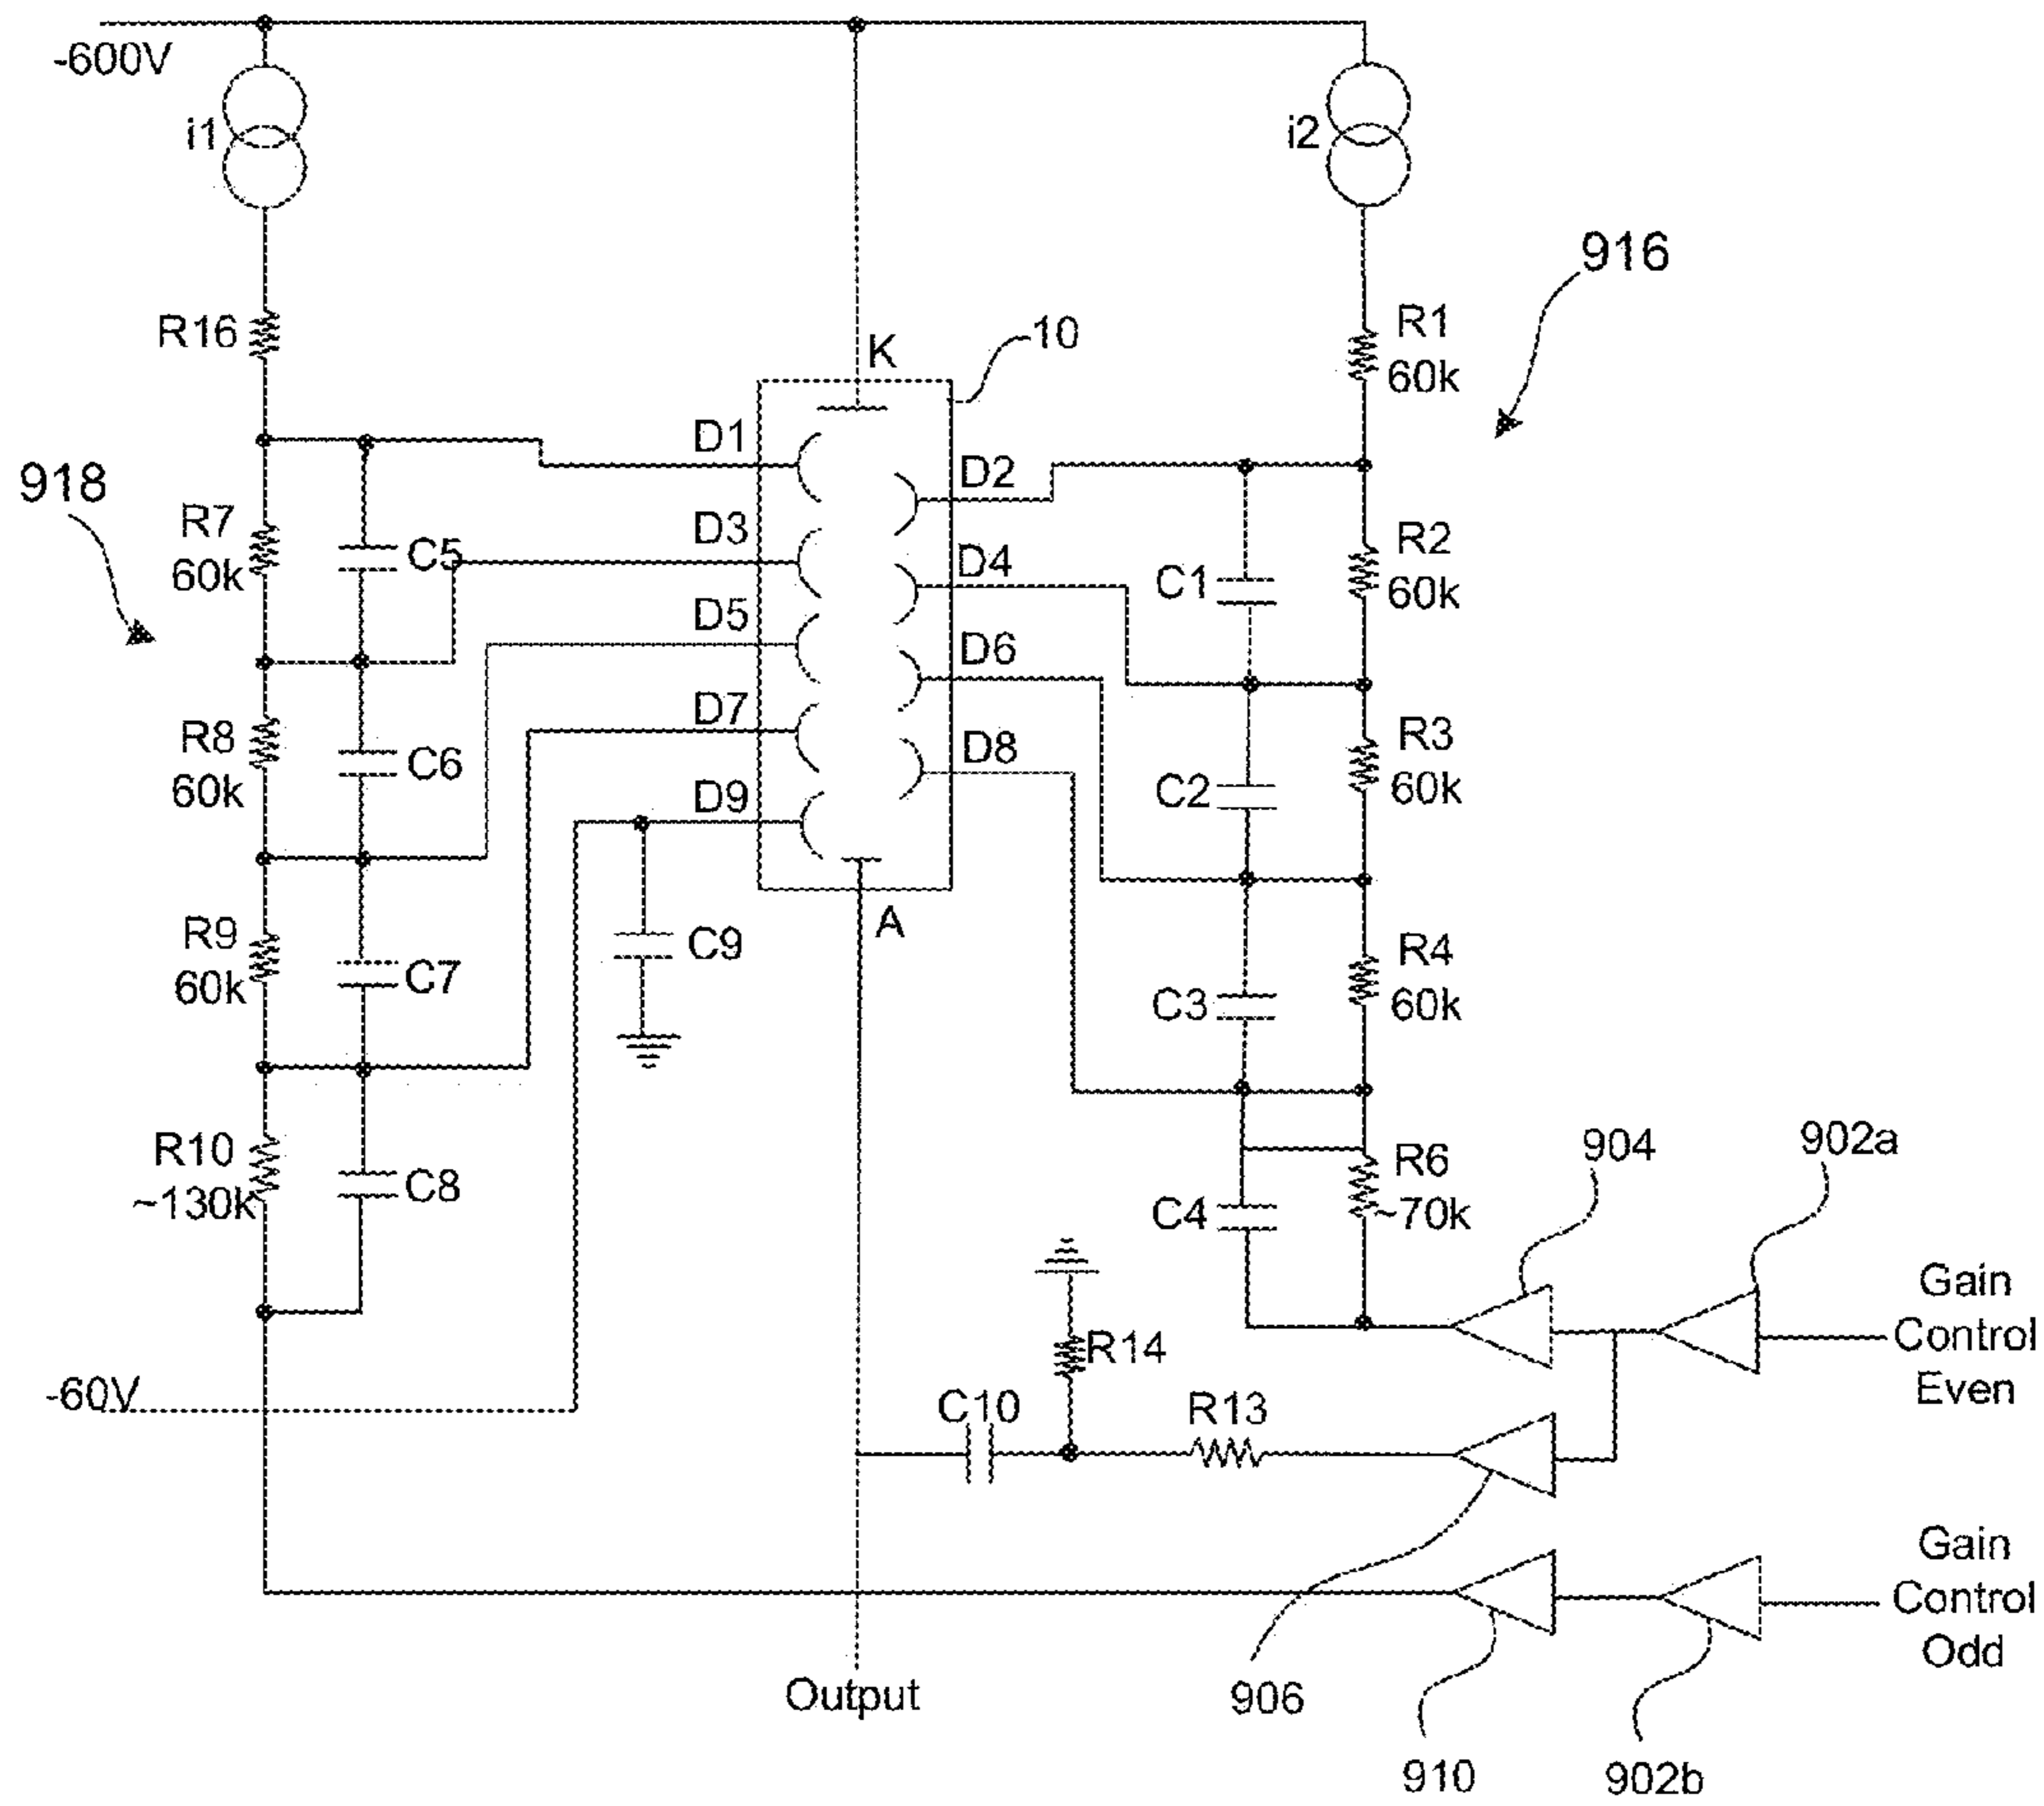 -600V
i1
i2
916
R16
R1
60k
K
10
D1
D2
918
R7
60k
C5
D3
D4
C1
R2
60k
D5
D6
R8
60k
C6
D7
D8
C2
R3
60k
D9
R9
60k
C7
C9
A
C3
R4
60k
R10
~130k
C8
C4
R6
~70k
904
902a
Gain
Control
Even
R14
-60V
C10
R13
Gain
Control
Odd
Output
906
910
902b